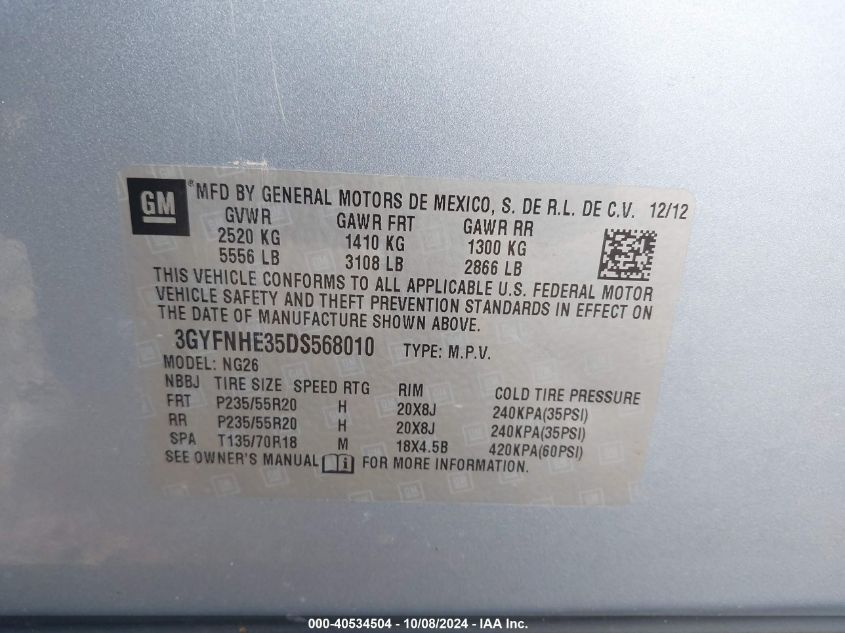 GM ® MFD BY GENERAL MOTORS DE MEXICO, S. DE R.L. DE C.V. 12/12
GVWR GAWR FRT GAWR RR
2520 KG 1410 KG 1300 KG
5556 LB 3108 LB 2866 LB
THIS VEHICLE CONFORMS TO ALL APPLICABLE U.S. FEDERAL MOTOR
VEHICLE SAFETY AND THEFT PREVENTION STANDARDS IN EFFECT ON
THE DATE OF MANUFACTURE SHOWN ABOVE.
3GYFNHE35DS568010 TYPE: M.P.V.
MODEL: NG26
NBBJ TIRE SIZE SPEED RTG RIM COLD TIRE PRESSURE
FRT P235/55R20 H 20X8J 240KPA(35PSI)
RR P235/55R20 H 20X8J 240KPA(35PSI)
SPA T135/70R18 M 18X4.5B 420KPA(60PSI)
SEE OWNER'S MANUAL FOR MORE INFORMATION.
000-40534504 - 10/08/2024 - IAA Inc.